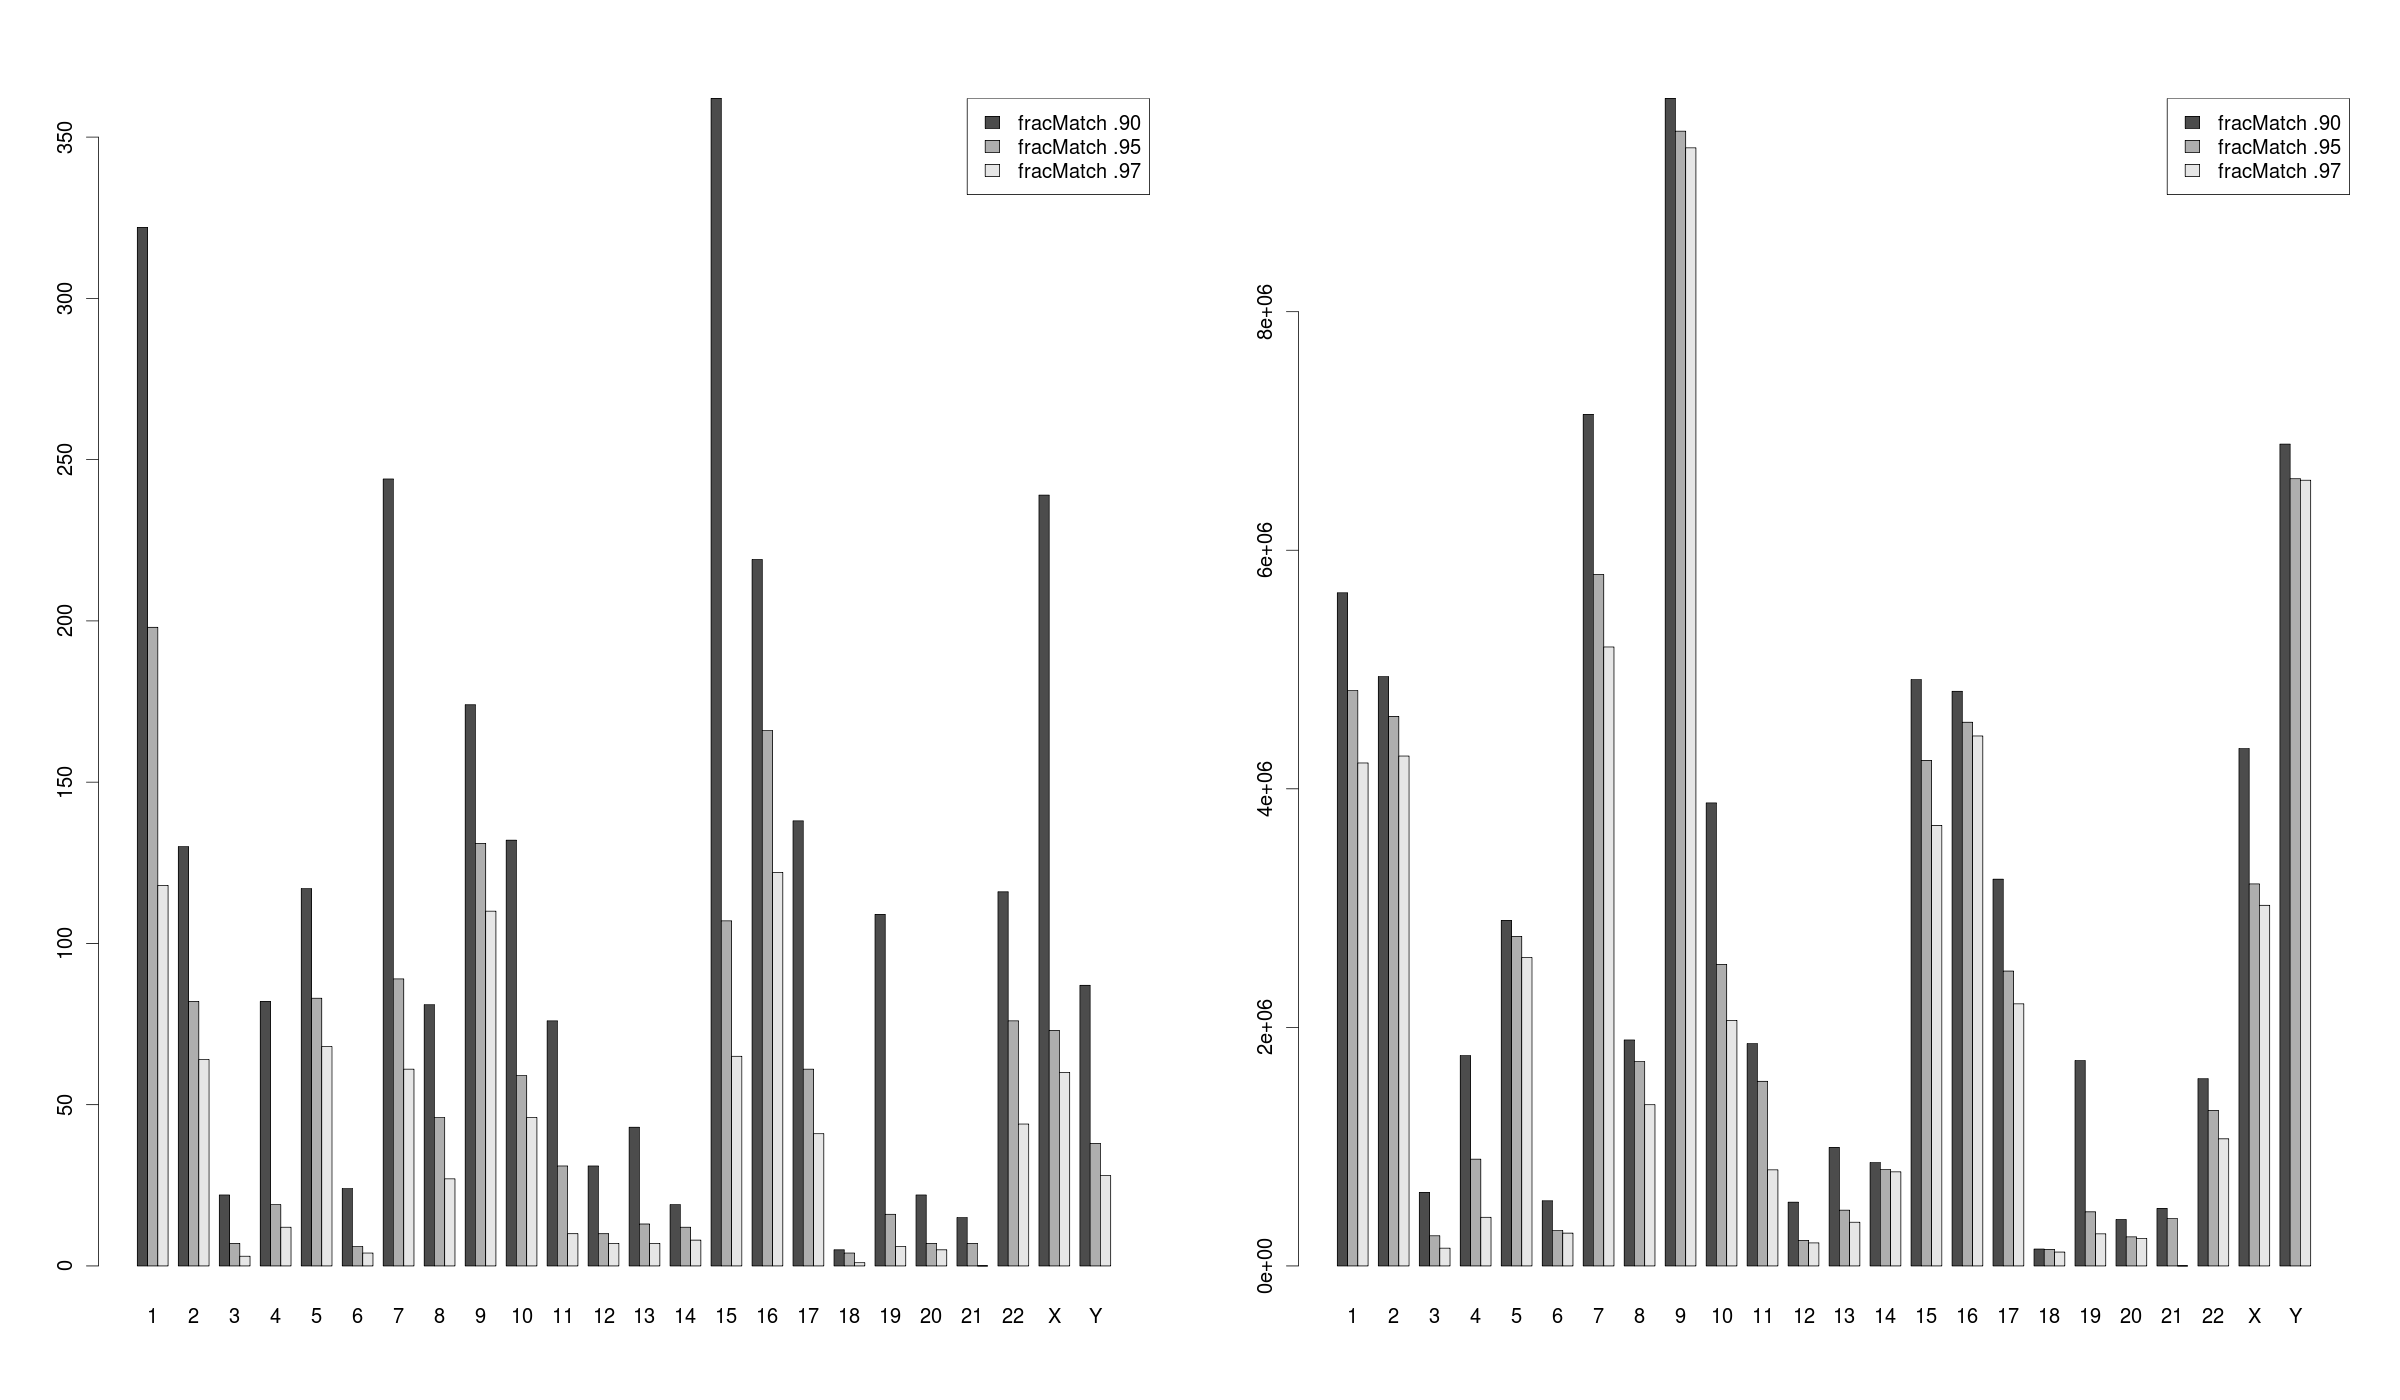 fracMatch .90
fracMatch .95
fracMatch .97
350
300
250
200
150
100
50
0
1 2 3 4 5 6 7 8 9 10 11 12 13 14 15 16 17 18 19 20 21 22 X Y
fracMatch .90
fracMatch .95
fracMatch .97
8e+06
6e+06
4e+06
2e+06
0e+00
1 2 3 4 5 6 7 8 9 10 11 12 13 14 15 16 17 18 19 20 21 22 X Y